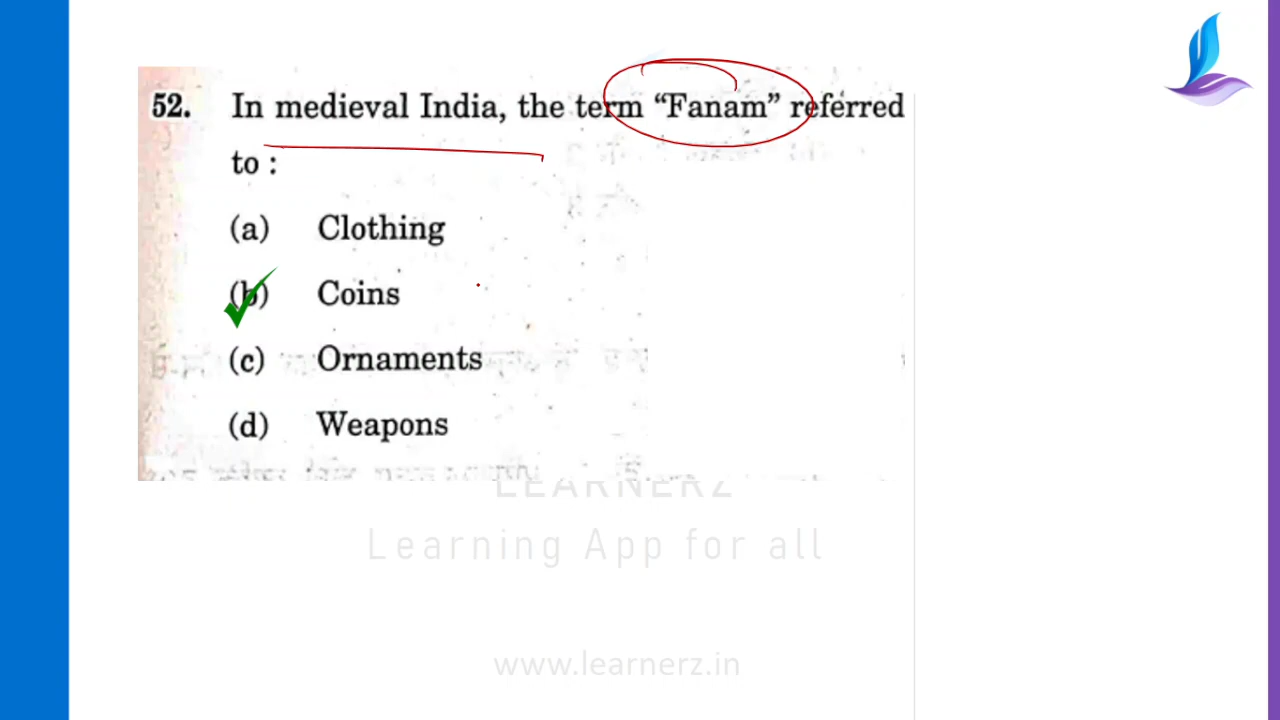 52. In medieval India, the term “Fanam” referred
to :
(a) Clothing
(b) Coins
(c) Ornaments
(d) Weapons
LEARNERZ
Learning App for all
www.learnerz.in